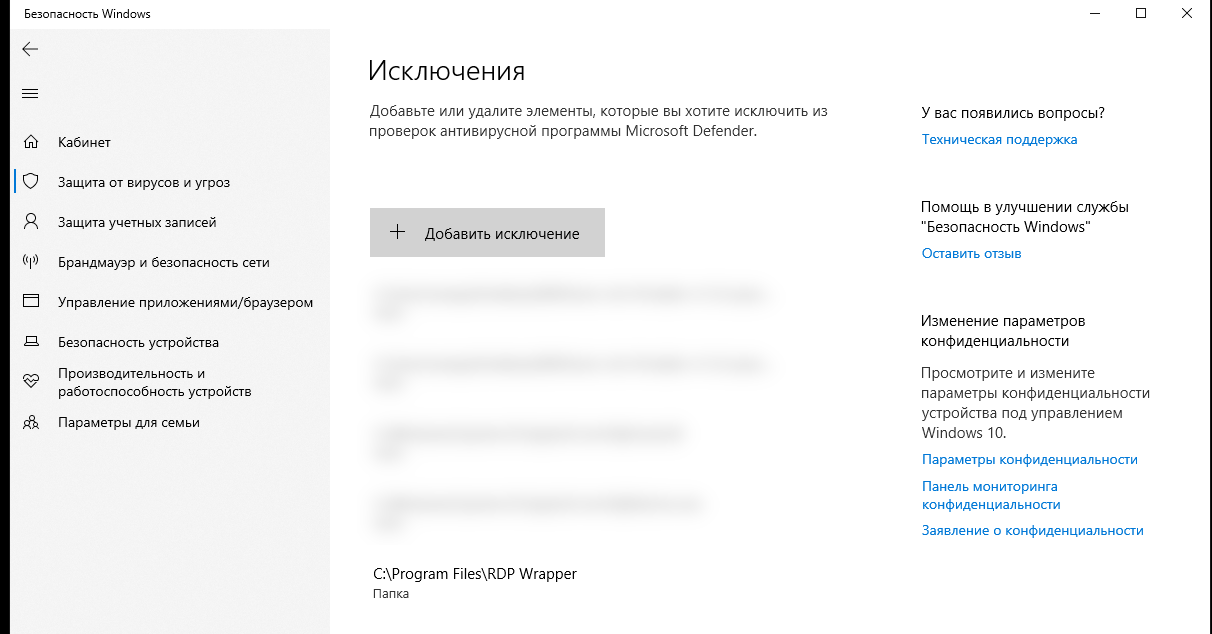 Безопасность Windows
Кабинет
Защита от вирусов и угроз
Защита учетных записей
Брандмауэр и безопасность сети
Управление приложениями/браузером
Безопасность устройства
Производительность и
работоспособность устройств
Параметры для семьи
Исключения
Добавьте или удалите элементы, которые вы хотите исключить из
проверок антивирусной программы Microsoft Defender.
Добавить исключение
C:\Program Files\RDP Wrapper
Папка
У вас появились вопросы?
Техническая поддержка
Помощь в улучшении службы
"Безопасность Windows"
Оставить отзыв
Изменение параметров
конфиденциальности
Просмотрите и измените
параметры конфиденциальности
устройства под управлением
Windows 10.
Параметры конфиденциальности
Панель мониторинга
конфиденциальности
Заявление о конфиденциальности